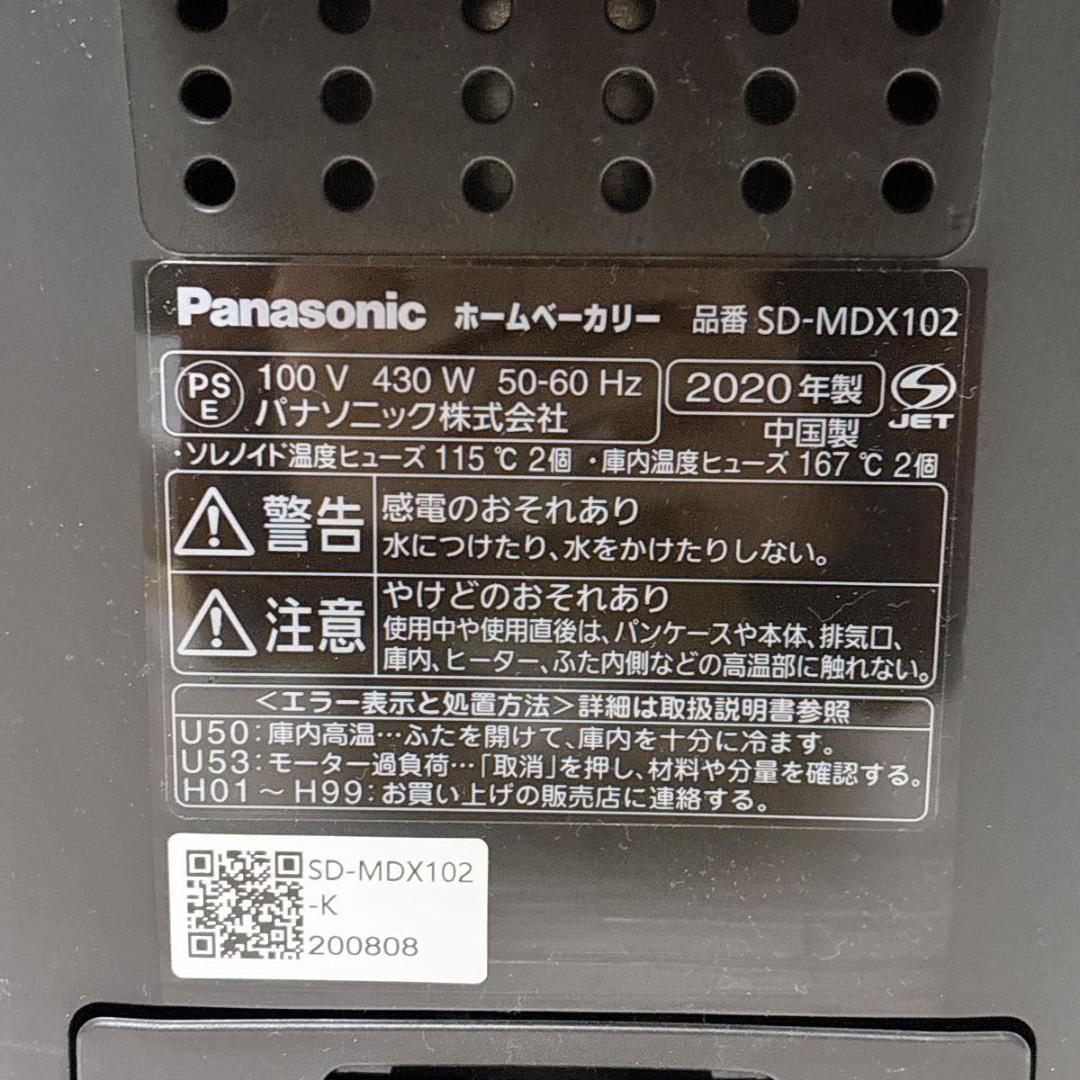 Panasonic ホームベーカリー 品番 SD-MDX102
PS E 100 V 430 W 50-60 Hz 2020 年製
パナソニック株式会社 中国製 JET
・ソレノイド温度ヒューズ 115 ℃ 2個 ・庫内温度ヒューズ 167 ℃ 2個
警告 感電のおそれあり
水につけたり、水をかけたりしない。
注意 やけどのおそれあり
使用中や使用直後は、パンケースや本体、排気口、
庫内、ヒーター、ふた内側などの高温部に触れない。
＜エラー表示と処置方法＞詳細は取扱説明書参照
U50：庫内高温…ふたを開けて、庫内を十分に冷ます。
U53：モーター過負荷…「取消」を押し、材料や分量を確認する。
H01～H99：お買い上げの販売店に連絡する。
SD-MDX102
-K
200808